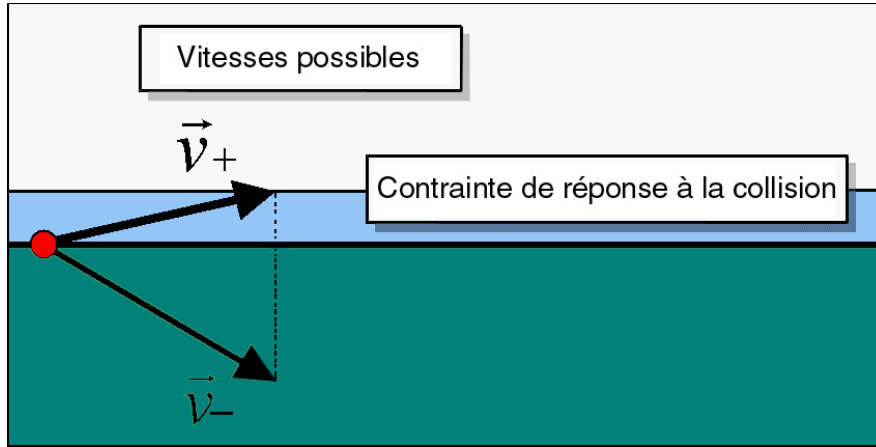 Vitesses possibles
v⃗+
Contrainte de réponse à la collision
v⃗−